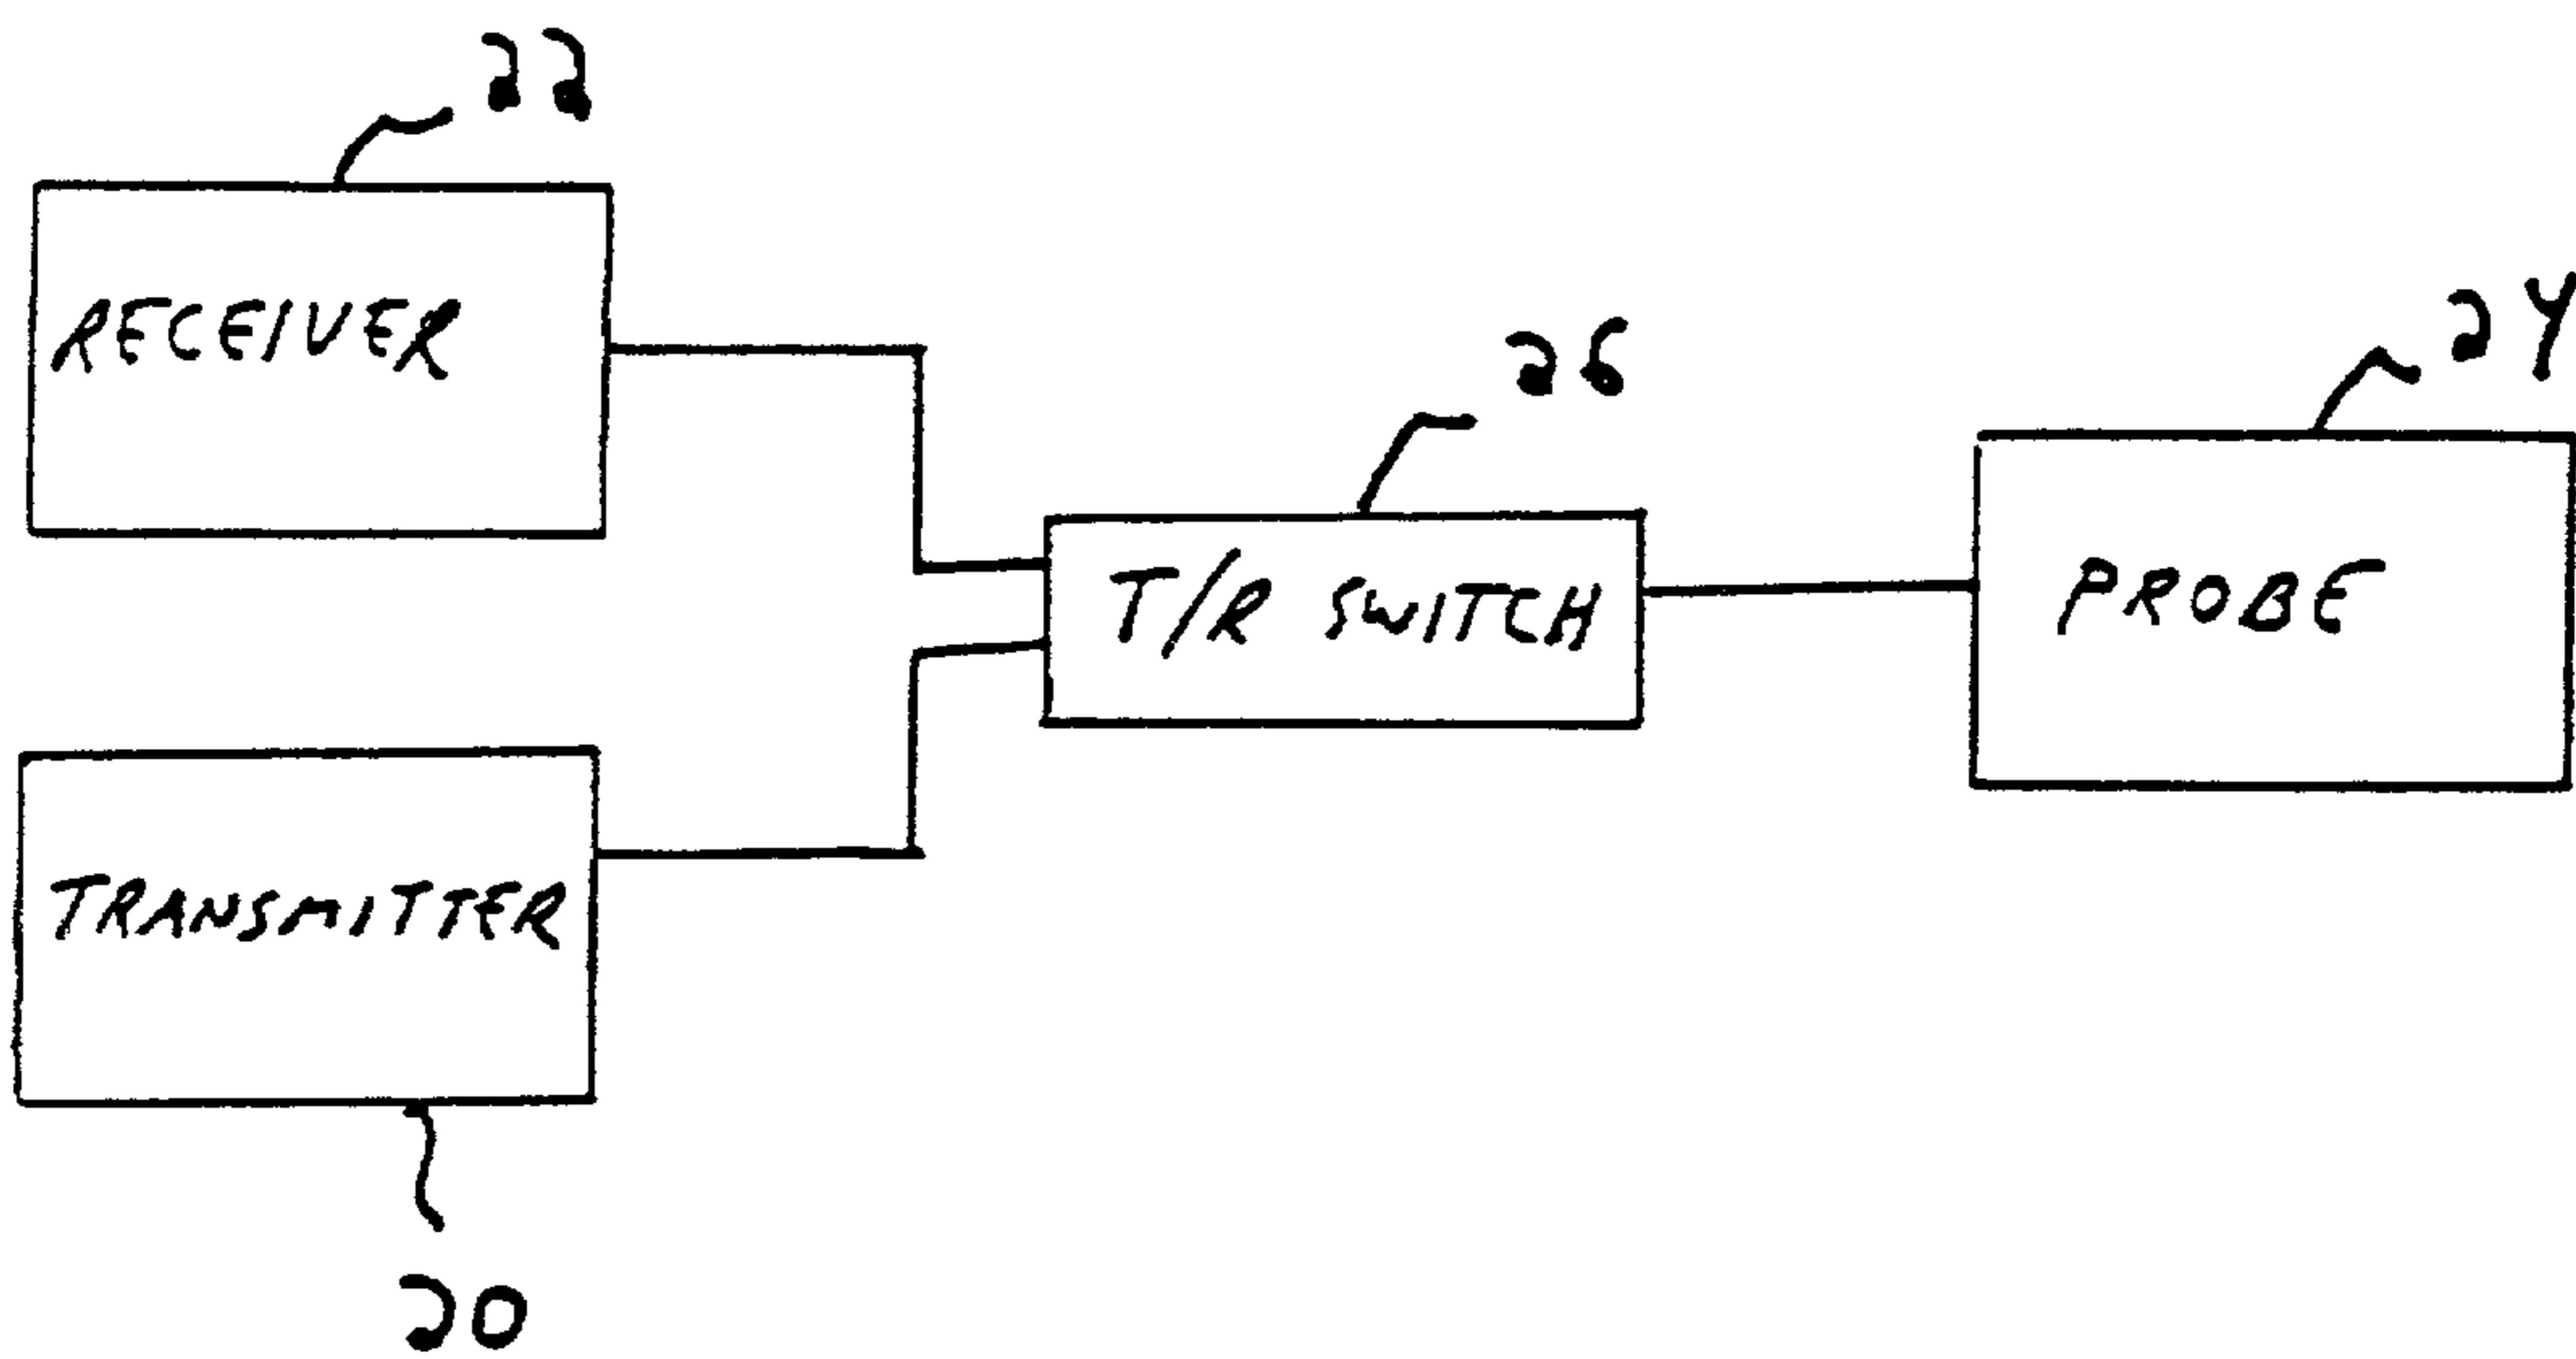 22
RECEIVER
26
24
T/R SWITCH
PROBE
TRANSMITTER
20